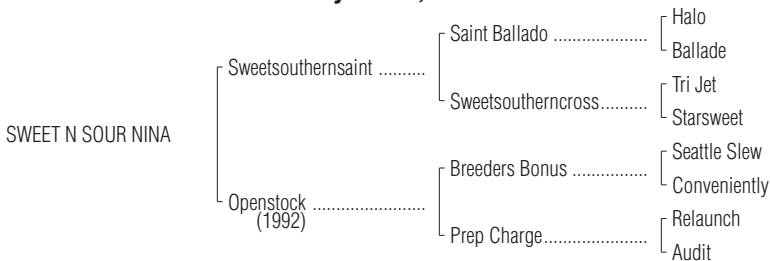 Halo
Saint Ballado ....................
Ballade
Sweetsouthernsaint ..........
Tri Jet
Sweetsoutherncross..........
Starsweet
SWEET N SOUR NINA
Seattle Slew
Breeders Bonus ................
Conveniently
Openstock ........................
(1992)
Relaunch
Prep Charge......................
Audit